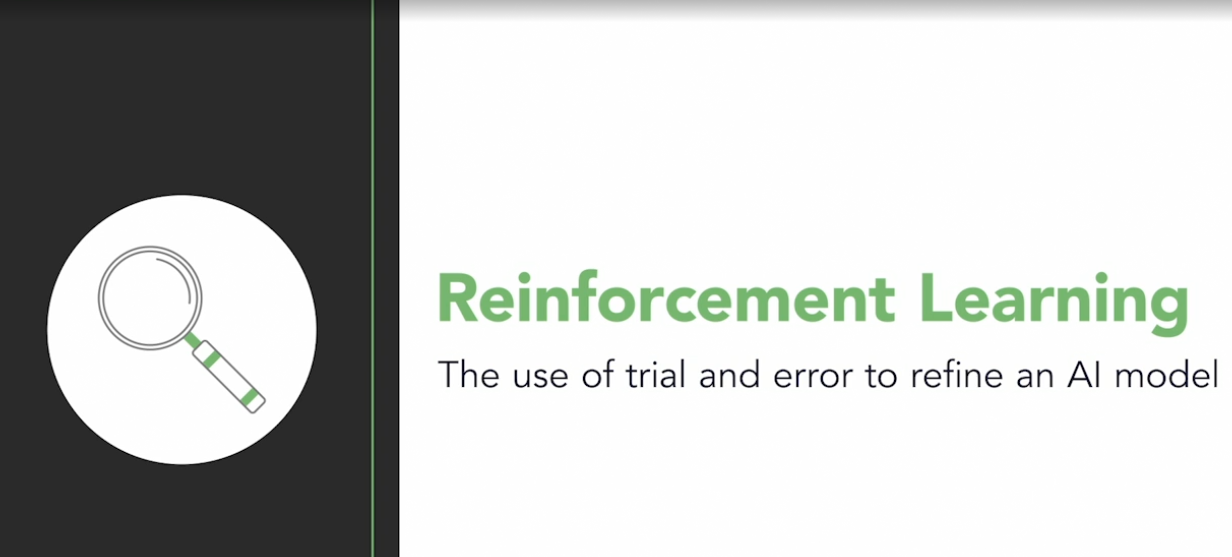 Reinforcement Learning
The use of trial and error to refine an AI model